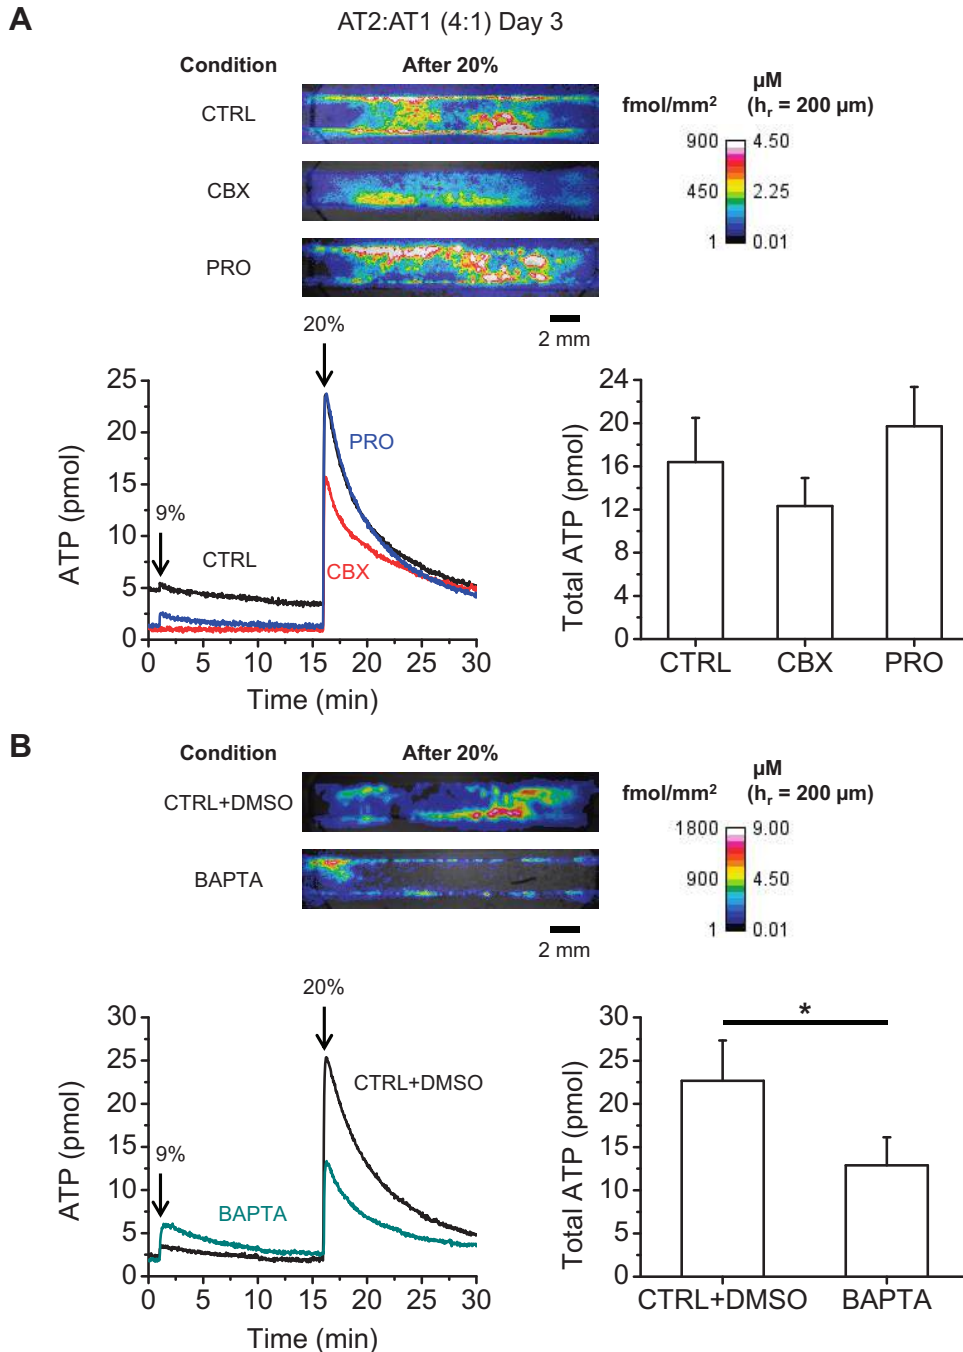 A
AT2:AT1 (4:1) Day 3
Condition After 20%
CTRL
CBX
PRO
fmol/mm² µM
(hr = 200 µm)
900 4.50
450 2.25
1 0.01
2 mm
20%
9%
CTRL
PRO
CBX
ATP (pmol)
25
20
15
10
5
0
0 5 10 15 20 25 30
Time (min)
Total ATP (pmol)
24
20
16
12
8
4
0
CTRL CBX PRO
B
Condition After 20%
CTRL+DMSO
BAPTA
fmol/mm² µM
(hr = 200 µm)
1800 9.00
900 4.50
1 0.01
2 mm
20%
9%
CTRL+DMSO
BAPTA
ATP (pmol)
30
25
20
15
10
5
0
0 5 10 15 20 25 30
Time (min)
*
Total ATP (pmol)
30
25
20
15
10
5
0
CTRL+DMSO BAPTA